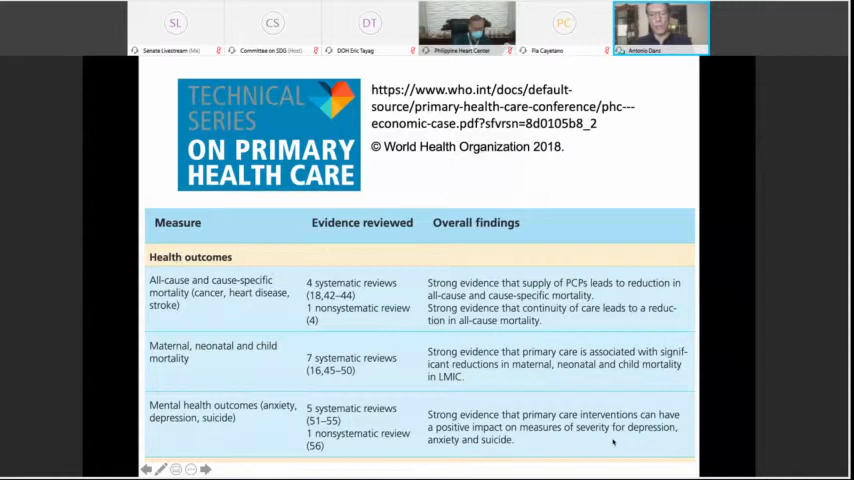 SL
CS
DT
PC
Senate Livestream (Me)
Committee on SDG (Host)
DOH Eric Tayag
Philippine Heart Center
Pia Cayetano
Antonio Dans
TECHNICAL
SERIES
ON PRIMARY
HEALTH CARE
https://www.who.int/docs/default-
source/primary-health-care-conference/phc---
economic-case.pdf?sfvrsn=8d0105b8_2
© World Health Organization 2018.
Measure Evidence reviewed Overall findings
Health outcomes
All-cause and cause-specific
mortality (cancer, heart disease,
stroke)
4 systematic reviews
(18,42–44)
1 nonsystematic review
(4)
Strong evidence that supply of PCPs leads to reduction in
all-cause and cause-specific mortality.
Strong evidence that continuity of care leads to a reduc-
tion in all-cause mortality.
Maternal, neonatal and child
mortality
7 systematic reviews
(16,45–50)
Strong evidence that primary care is associated with signif-
icant reductions in maternal, neonatal and child mortality
in LMIC.
Mental health outcomes (anxiety,
depression, suicide)
5 systematic reviews
(51–55)
1 nonsystematic review
(56)
Strong evidence that primary care interventions can have
a positive impact on measures of severity for depression,
anxiety and suicide.